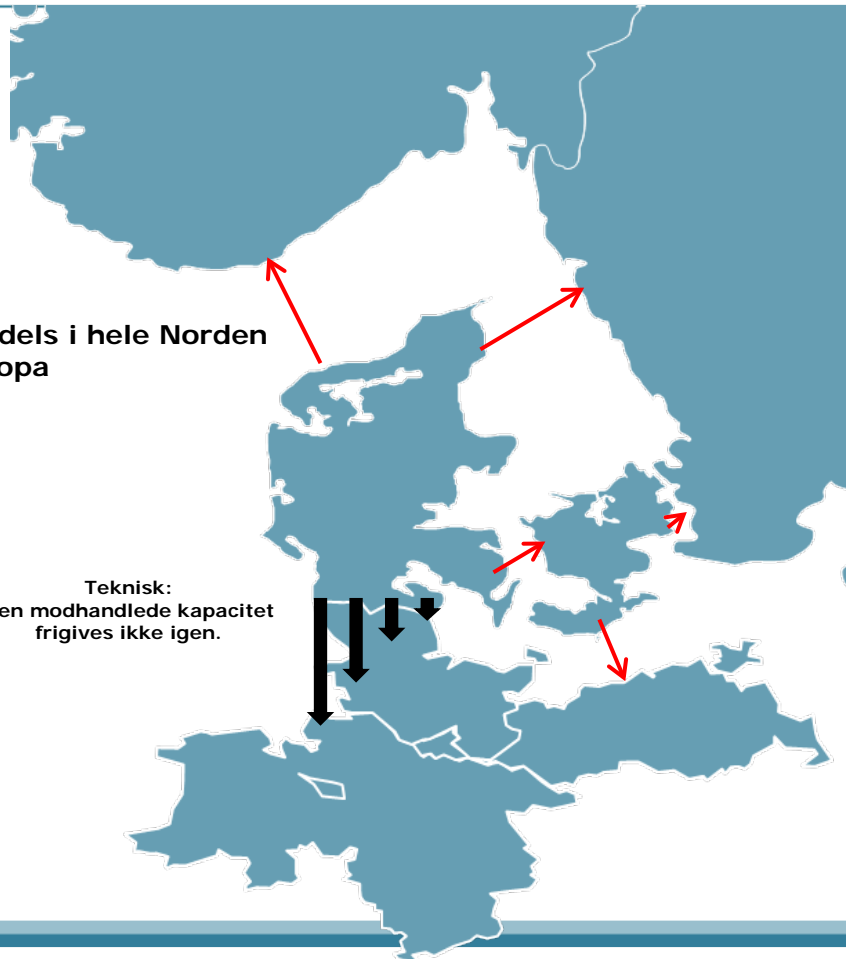 dels i hele Norden
opa
Teknisk:
en modhandlede kapacitet
frigives ikke igen.